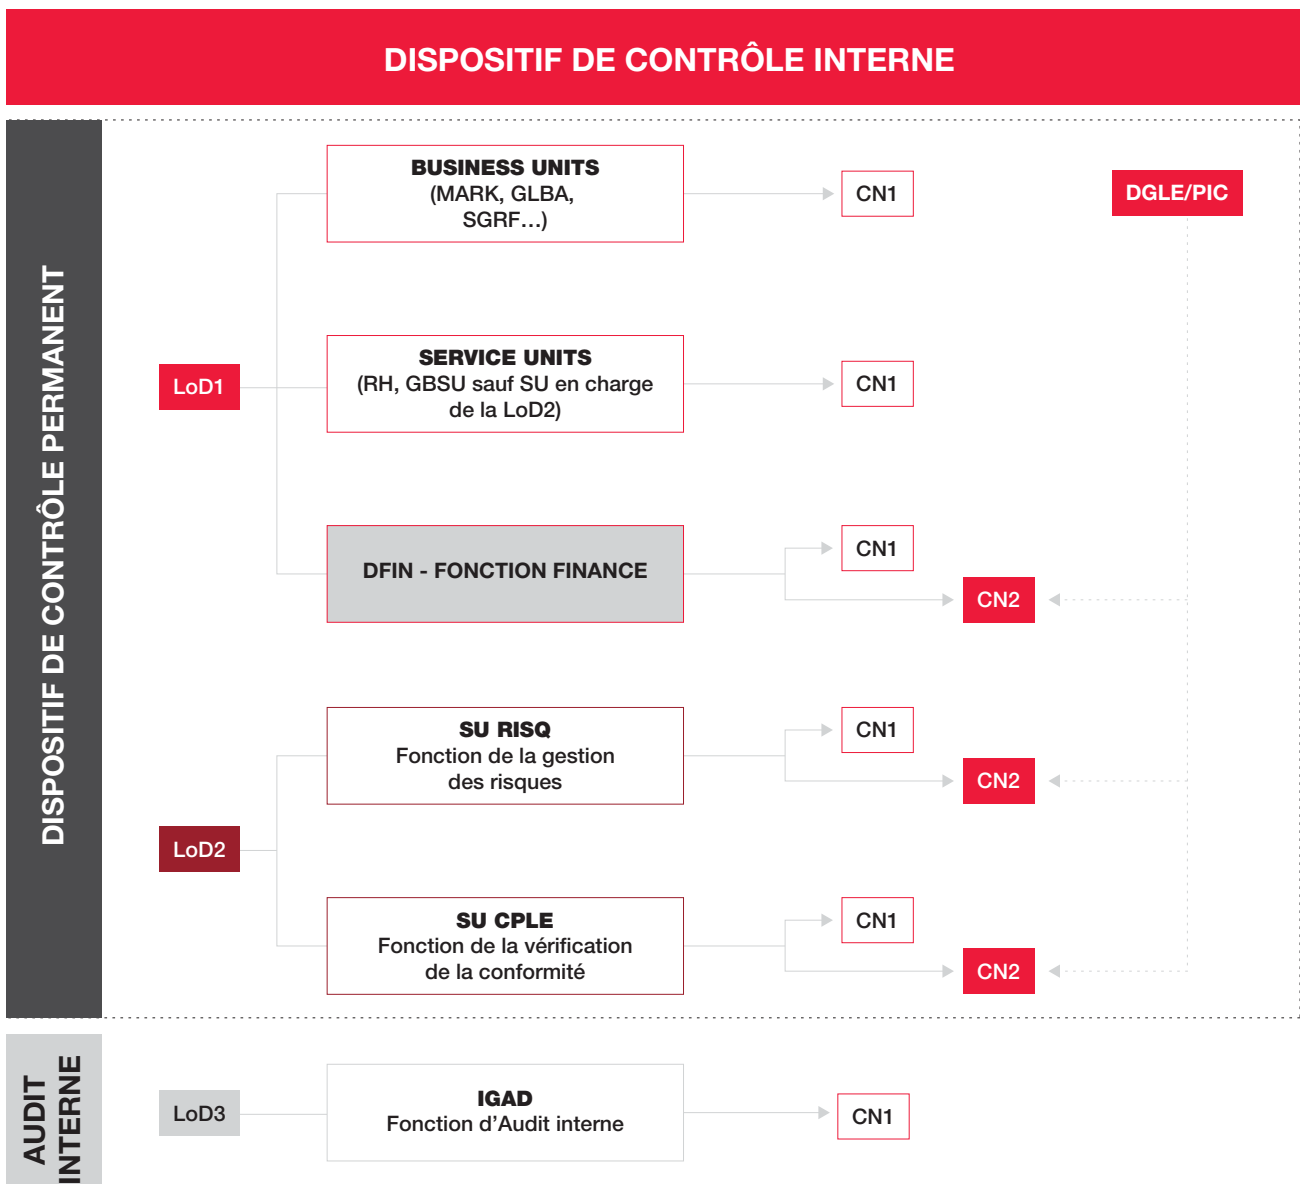 DISPOSITIF DE CONTRÔLE INTERNE
DISPOSITIF DE CONTRÔLE PERMANENT
LoD1
BUSINESS UNITS
(MARK, GLBA,
SGRF…)
CN1
DGLE/PIC
SERVICE UNITS
(RH, GBSU sauf SU en charge
de la LoD2)
CN1
DFIN - FONCTION FINANCE
CN1
CN2
LoD2
SU RISQ
Fonction de la gestion
des risques
CN1
CN2
SU CPLE
Fonction de la vérification
de la conformité
CN1
CN2
AUDIT
INTERNE
LoD3
IGAD
Fonction d’Audit interne
CN1